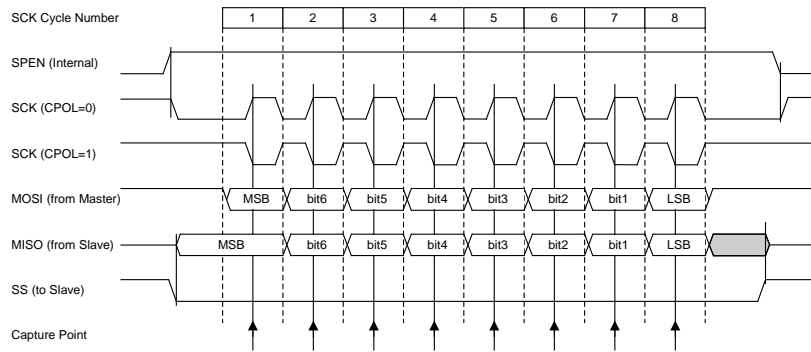 SCK Cycle Number 1 2 3 4 5 6 7 8
SPEN (Internal)
SCK (CPOL=0)
SCK (CPOL=1)
MOSI (from Master) MSB bit6 bit5 bit4 bit3 bit2 bit1 LSB
MISO (from Slave) MSB bit6 bit5 bit4 bit3 bit2 bit1 LSB
SS (to Slave)
Capture Point